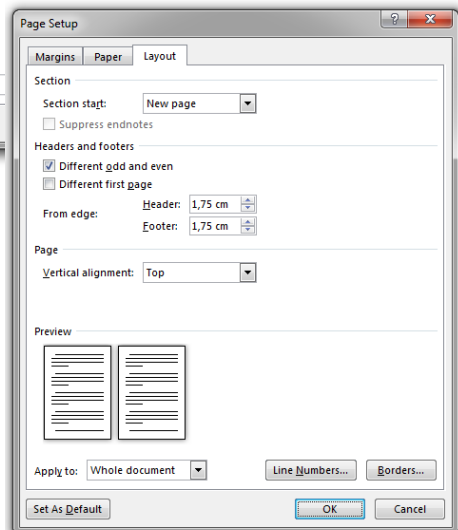 Page Setup
Margins Paper Layout
Section
Section start: New page
Suppress endnotes
Headers and footers
Different odd and even
Different first page
From edge: Header: 1,75 cm
Footer: 1,75 cm
Page
Vertical alignment: Top
Preview
Apply to: Whole document Line Numbers... Borders...
Set As Default OK Cancel